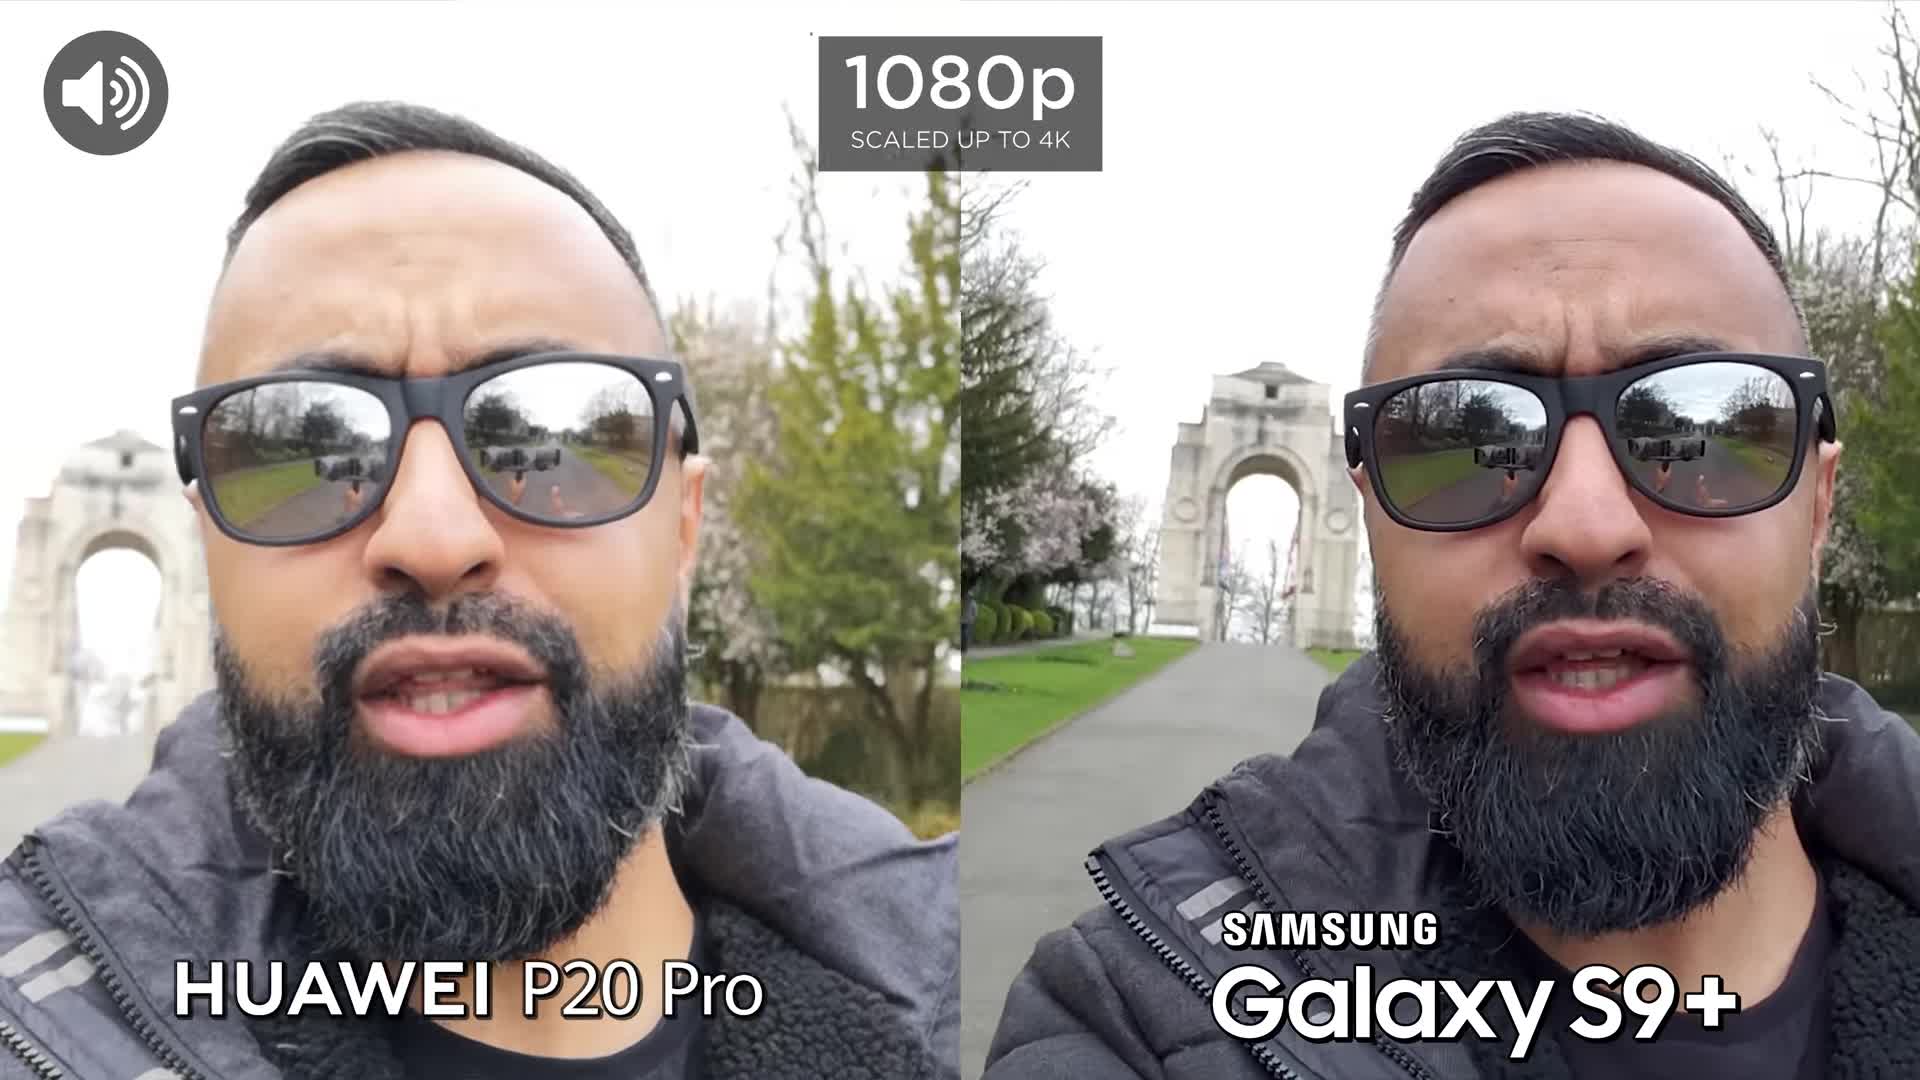 1080p
SCALED UP TO 4K
HUAWEI P20 Pro
SAMSUNG
Galaxy S9+